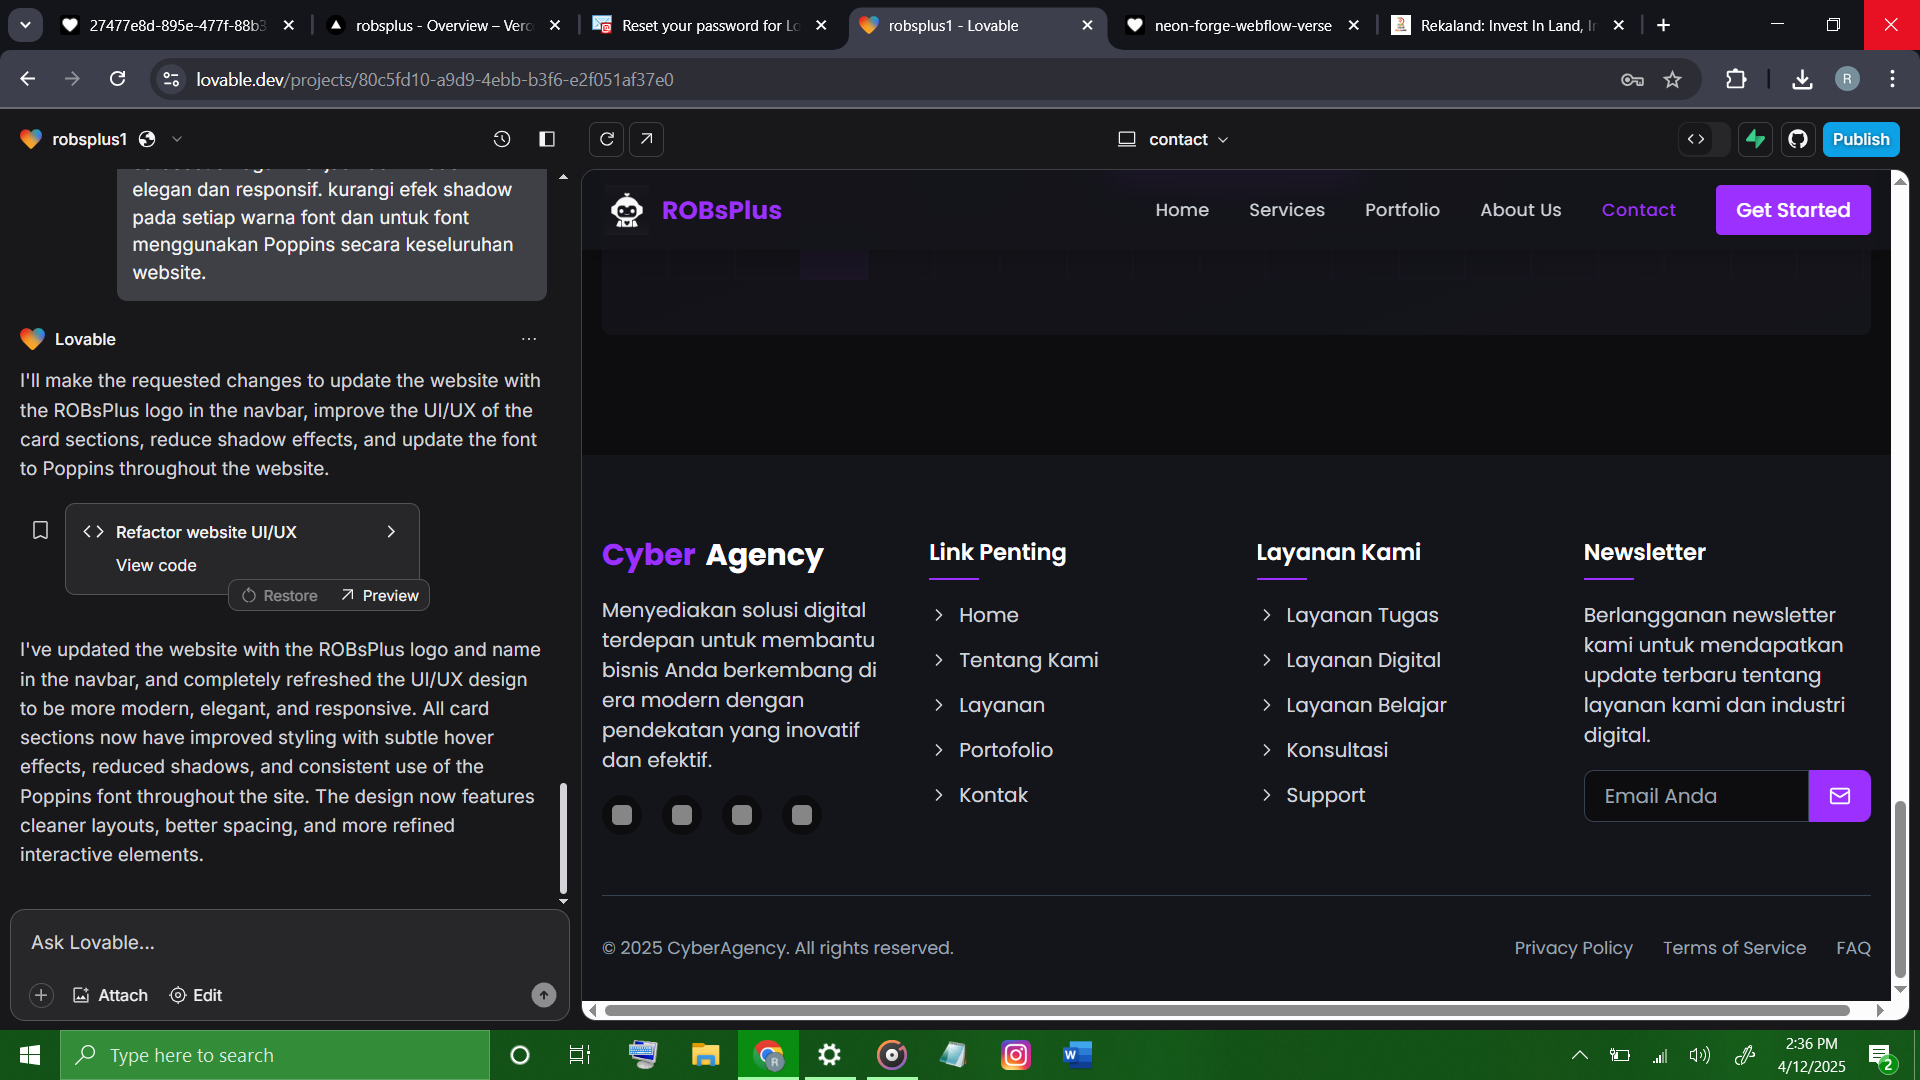 27477e8d-895e-477f-88b3
robsplus - Overview – Verc
Reset your password for Lo
robsplus1 - Lovable
neon-forge-webflow-verse
Rekaland: Invest In Land, In
lovable.dev/projects/80c5fd10-a9d9-4ebb-b3f6-e2f051af37e0
R
robsplus1
contact
Publish
elegan dan responsif. kurangi efek shadow
pada setiap warna font dan untuk font
menggunakan Poppins secara keseluruhan
website.
Lovable
I'll make the requested changes to update the website with
the ROBsPlus logo in the navbar, improve the UI/UX of the
card sections, reduce shadow effects, and update the font
to Poppins throughout the website.
Refactor website UI/UX
View code
Restore
Preview
I've updated the website with the ROBsPlus logo and name
in the navbar, and completely refreshed the UI/UX design
to be more modern, elegant, and responsive. All card
sections now have improved styling with subtle hover
effects, reduced shadows, and consistent use of the
Poppins font throughout the site. The design now features
cleaner layouts, better spacing, and more refined
interactive elements.
Ask Lovable...
Attach
Edit
ROBsPlus
Home
Services
Portfolio
About Us
Contact
Get Started
Cyber Agency
Menyediakan solusi digital
terdepan untuk membantu
bisnis Anda berkembang di
era modern dengan
pendekatan yang inovatif
dan efektif.
Link Penting
Home
Tentang Kami
Layanan
Portofolio
Kontak
Layanan Kami
Layanan Tugas
Layanan Digital
Layanan Belajar
Konsultasi
Support
Newsletter
Berlangganan newsletter
kami untuk mendapatkan
update terbaru tentang
layanan kami dan industri
digital.
Email Anda
© 2025 CyberAgency. All rights reserved.
Privacy Policy
Terms of Service
FAQ
Type here to search
R
W
2:36 PM
4/12/2025
2